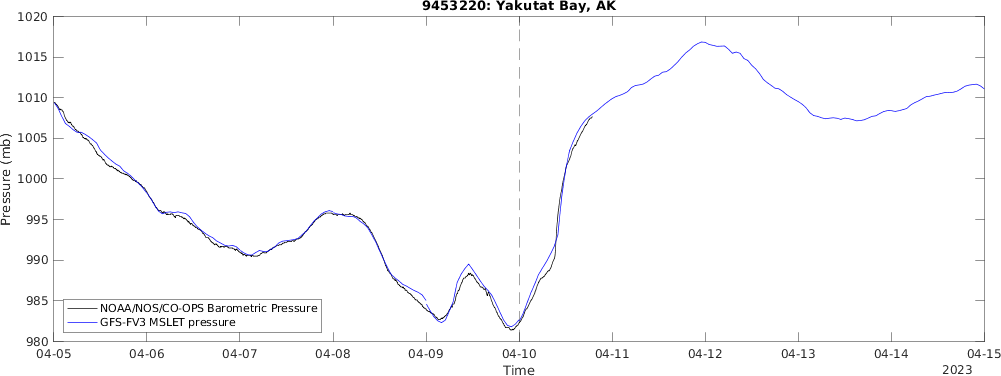 9453220: Yakutat Bay, AK
1020
1015
1010
1005
1000
995
990
985
980
Pressure (mb)
NOAA/NOS/CO-OPS Barometric Pressure
GFS-FV3 MSLET pressure
04-05 04-06 04-07 04-08 04-09 04-10 04-11 04-12 04-13 04-14 04-15
Time
2023